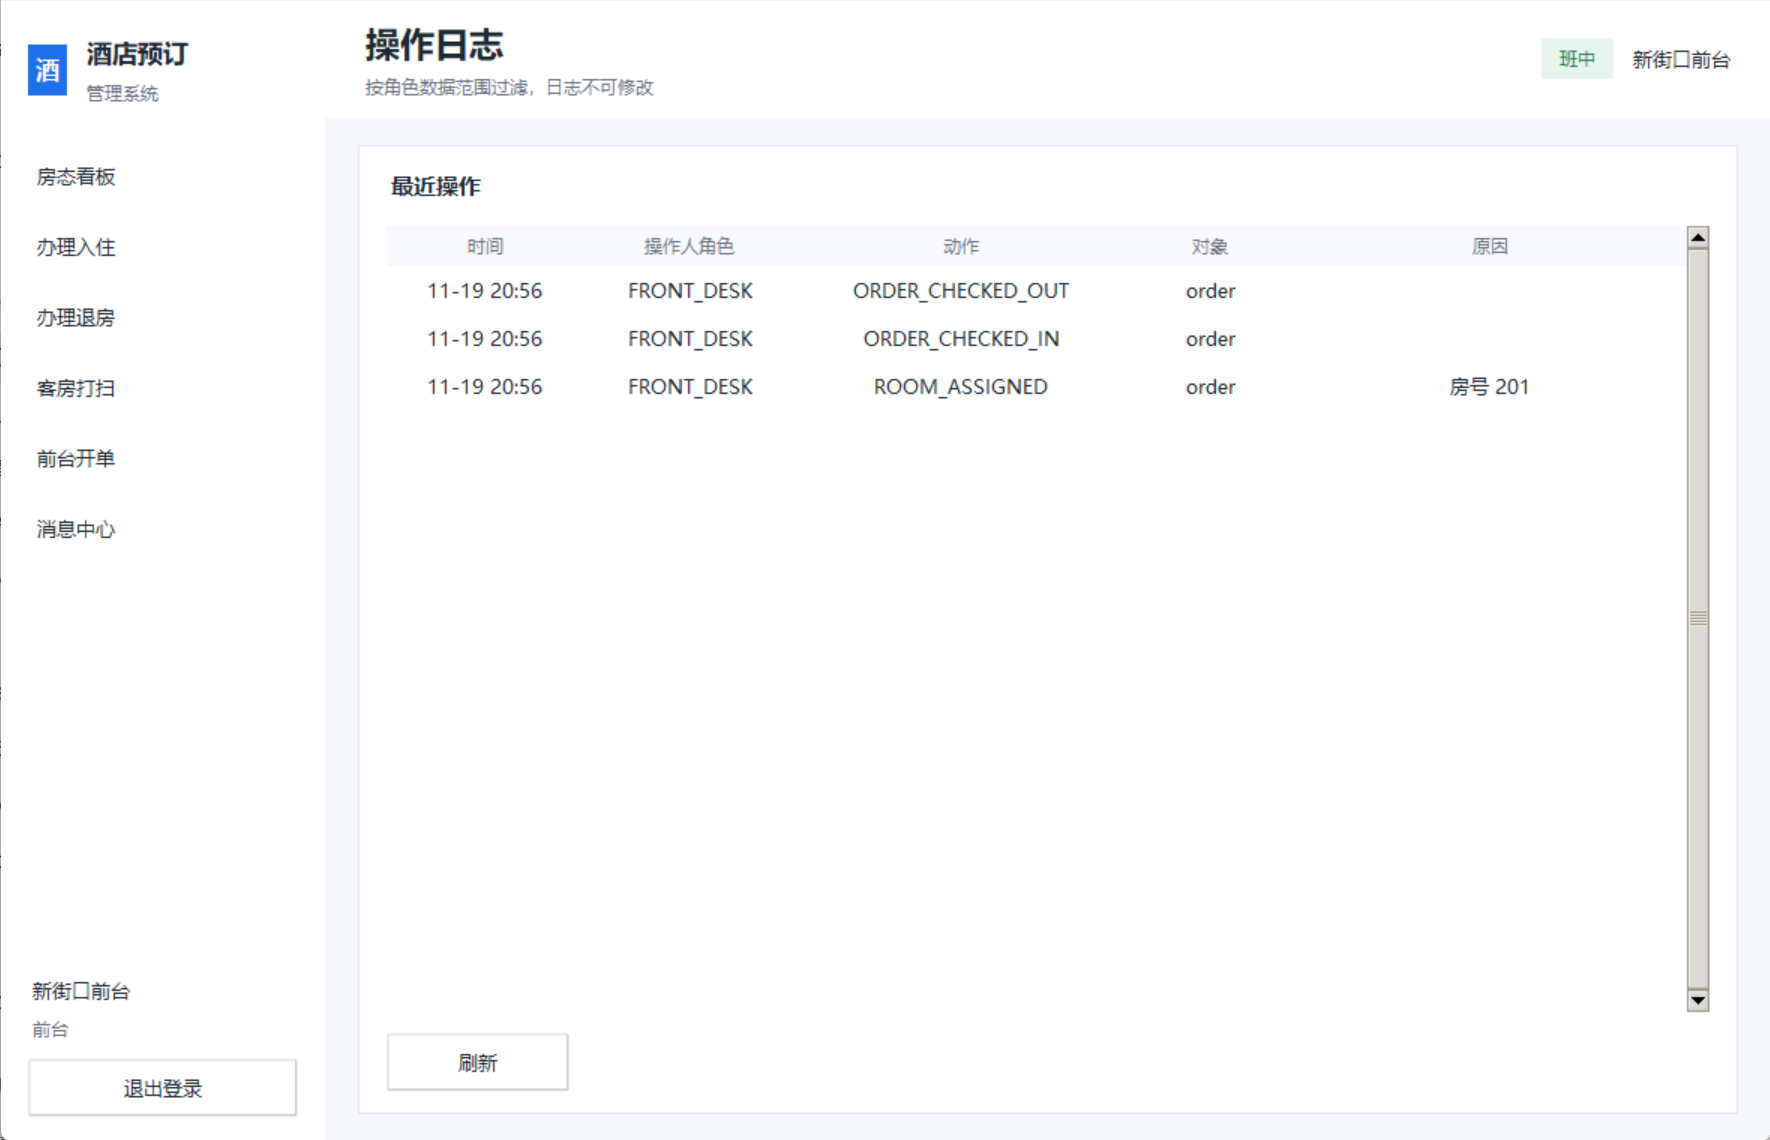 酒
酒店预订
管理系统
操作日志
按角色数据范围过滤，日志不可修改
班中
新街口前台
房态看板
办理入住
办理退房
客房打扫
前台开单
消息中心
最近操作
时间 操作人角色 动作 对象 原因
11-19 20:56 FRONT_DESK ORDER_CHECKED_OUT order
11-19 20:56 FRONT_DESK ORDER_CHECKED_IN order
11-19 20:56 FRONT_DESK ROOM_ASSIGNED order 房号 201
刷新
新街口前台
前台
退出登录